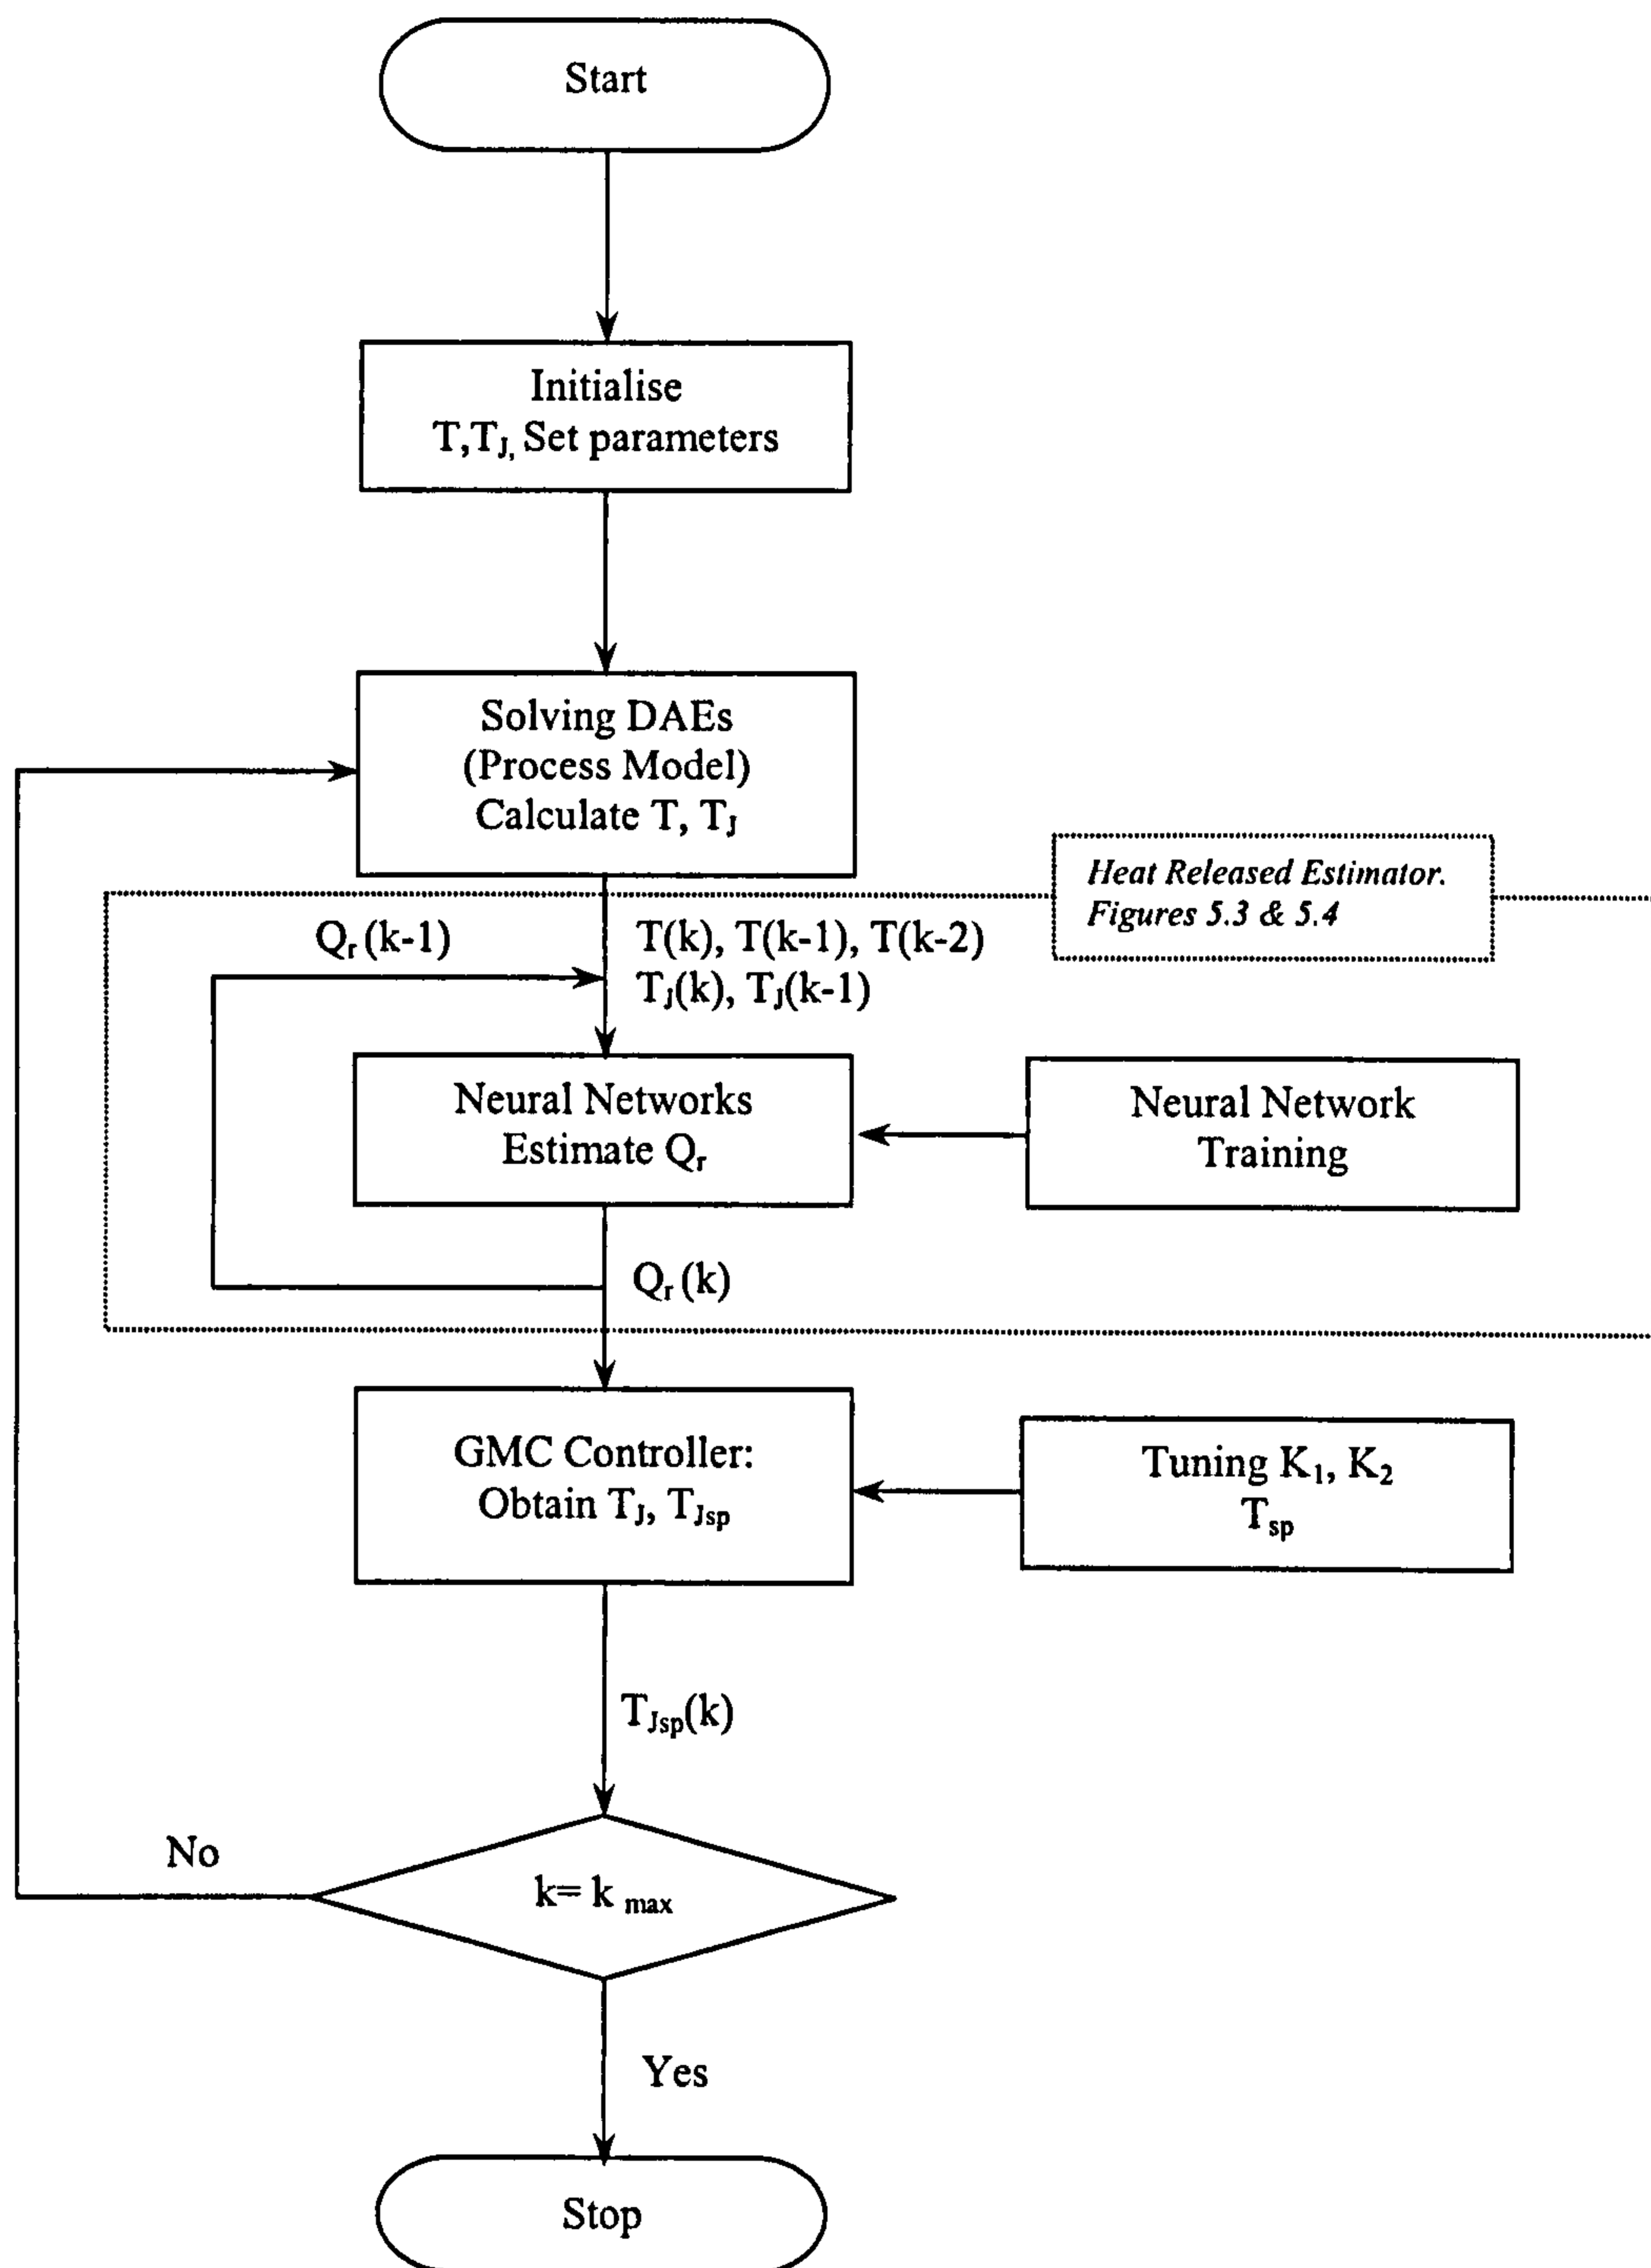 Start
Initialise
T,TJ, Set parameters
Solving DAEs
(Process Model)
Calculate T, TJ
Heat Released Estimator.
Figures 5.3 & 5.4
Qr (k-1)
T(k), T(k-1), T(k-2)
TJ(k), TJ(k-1)
Neural Networks
Estimate Qr
Neural Network
Training
Qr (k)
GMC Controller:
Obtain TJ, TJsp
Tuning K1, K2
Tsp
TJsp(k)
No
k= k max
Yes
Stop